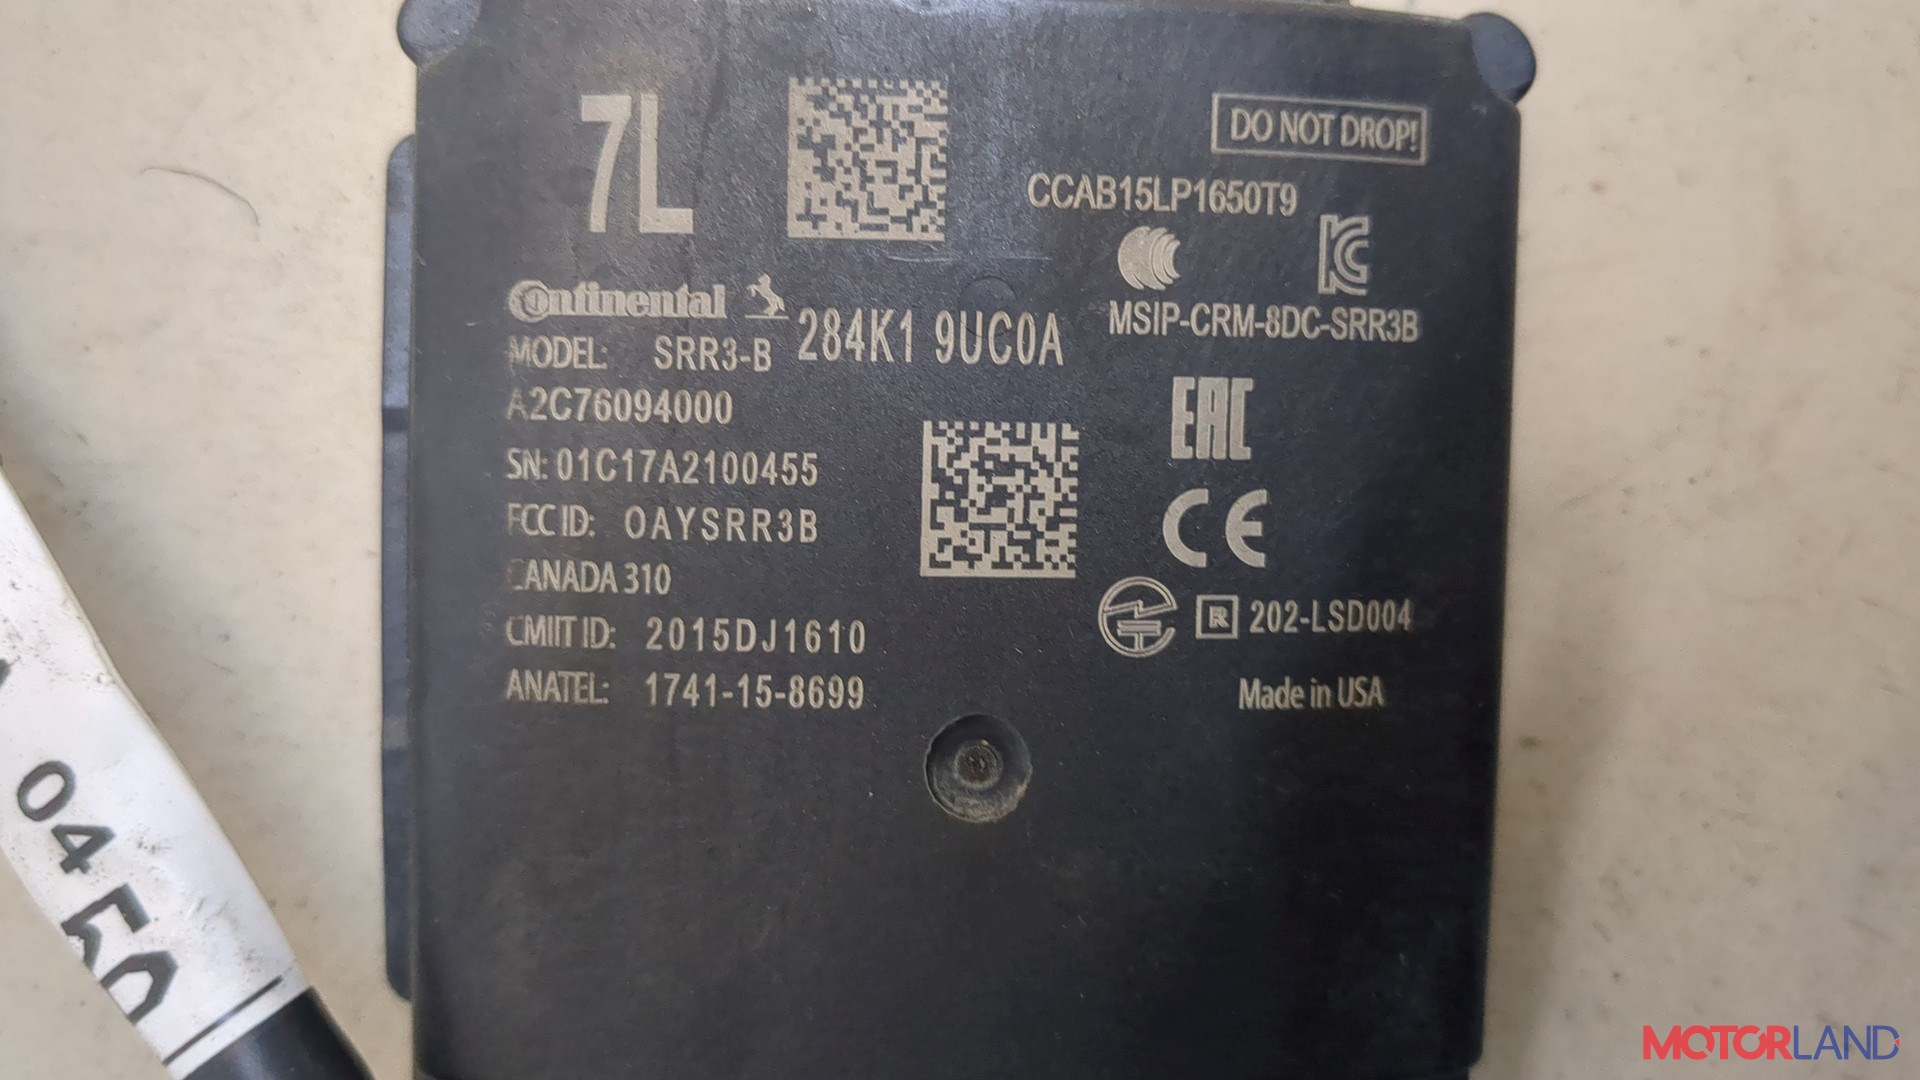 7L
DO NOT DROP!
CCAB15LP1650T9
Continental
MSIP-CRM-8DC-SRR3B
MODEL: SRR3-B
284K1 9UC0A
A2C76094000
EAC
SN: 01C17A2100455
CE
FCC ID: OAYSRR3B
CANADA 310
R 202-LSD004
CMIIT ID: 2015DJ1610
ANATEL: 1741-15-8699
Made in USA
04
MOTORLAND